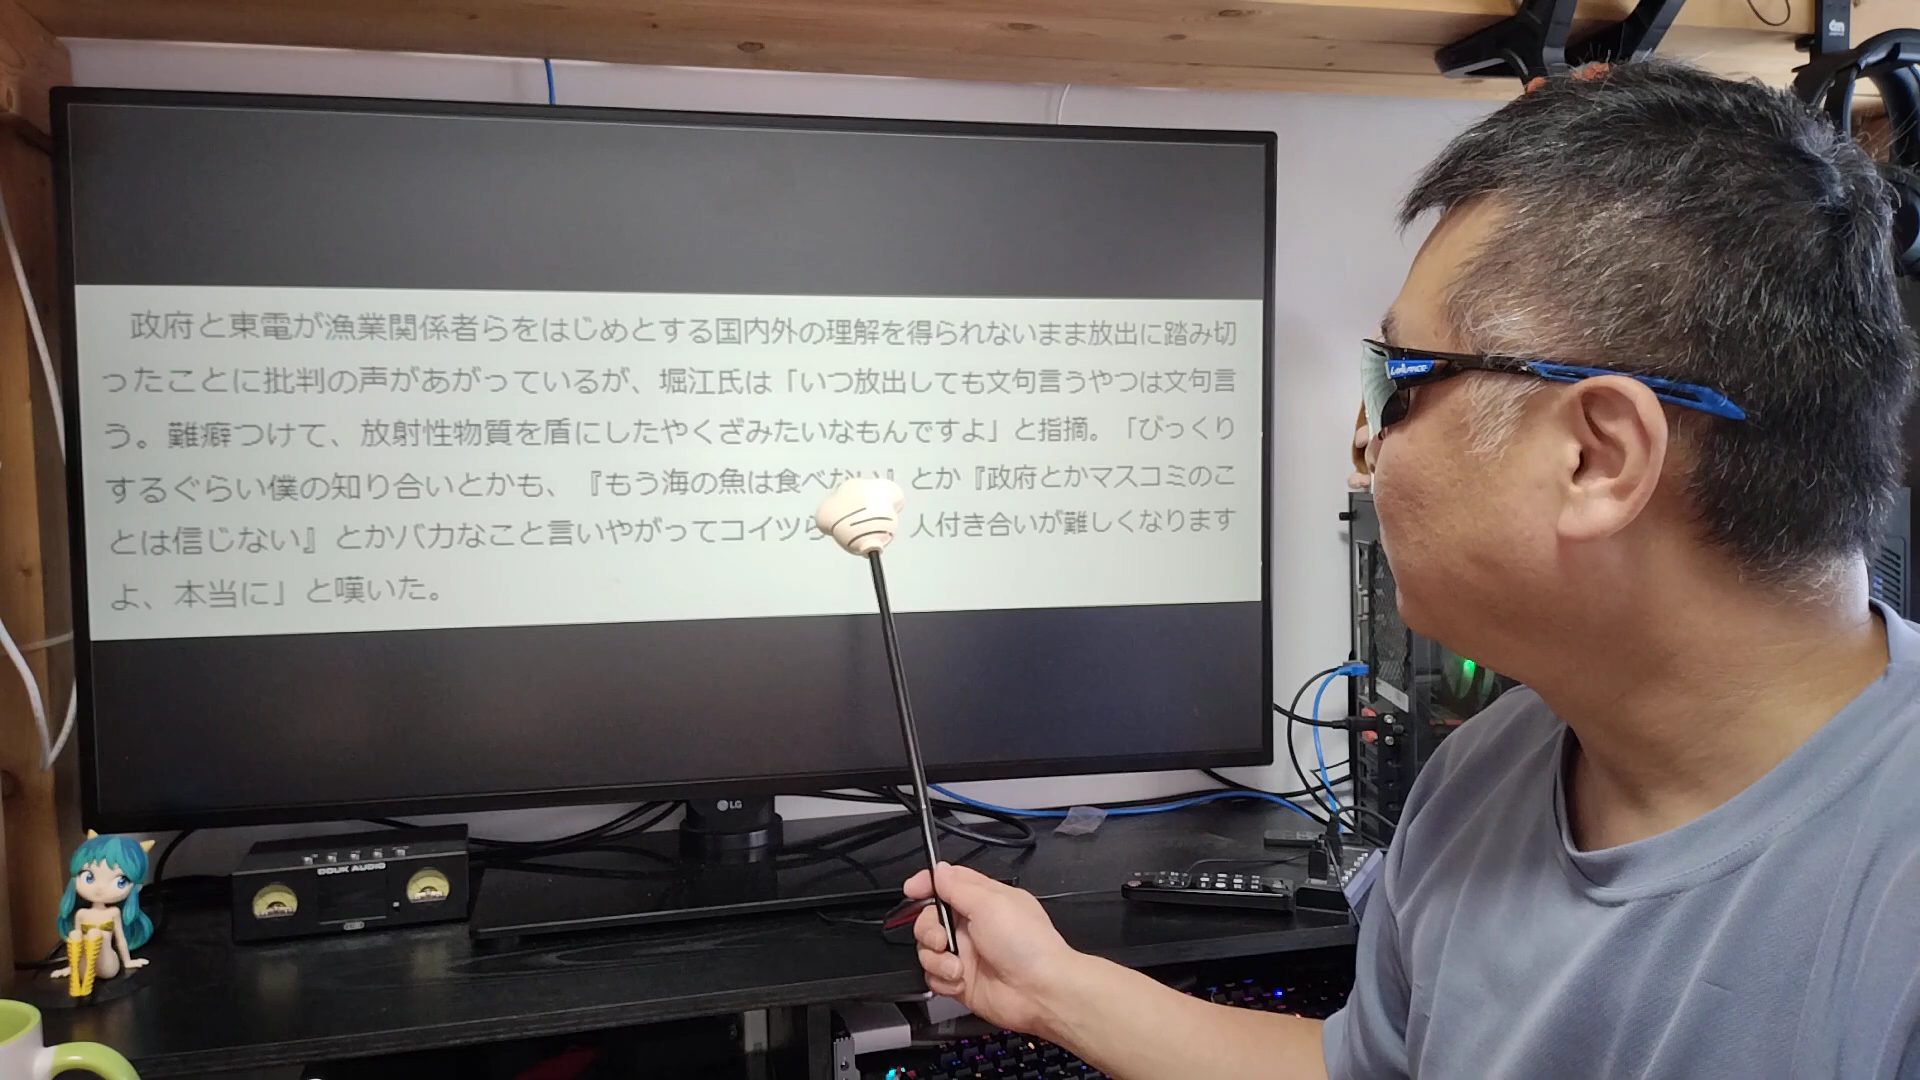 政府と東電が漁業関係者らをはじめとする国内外の理解を得られないまま放出に踏み切
ったことに批判の声があがっているが、堀江氏は「いつ放出しても文句言うやつは文句言
う。難癖つけて、放射性物質を盾にしたやくざみたいなもんですよ」と指摘。「びっくり
するぐらい僕の知り合いとかも、『もう海の魚は食べない』とか『政府とかマスコミのこ
とは信じない』とかバカなこと言いやがってコイツら 人付き合いが難しくなります
よ、本当に」と嘆いた。
LG
DOUK AUDIO